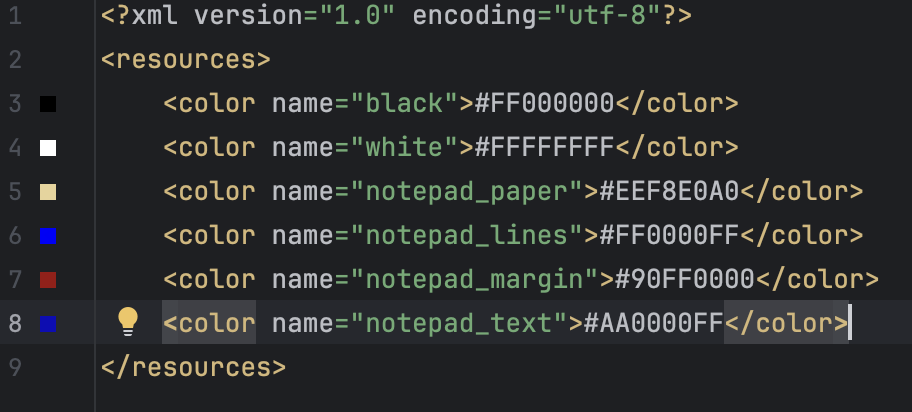 1 <?xml version="1.0" encoding="utf-8"?>
2 <resources>
3 <color name="black">#FF000000</color>
4 <color name="white">#FFFFFFFF</color>
5 <color name="notepad_paper">#EEF8E0A0</color>
6 <color name="notepad_lines">#FF0000FF</color>
7 <color name="notepad_margin">#90FF0000</color>
8 <color name="notepad_text">#AA0000FF</color>
9 </resources>